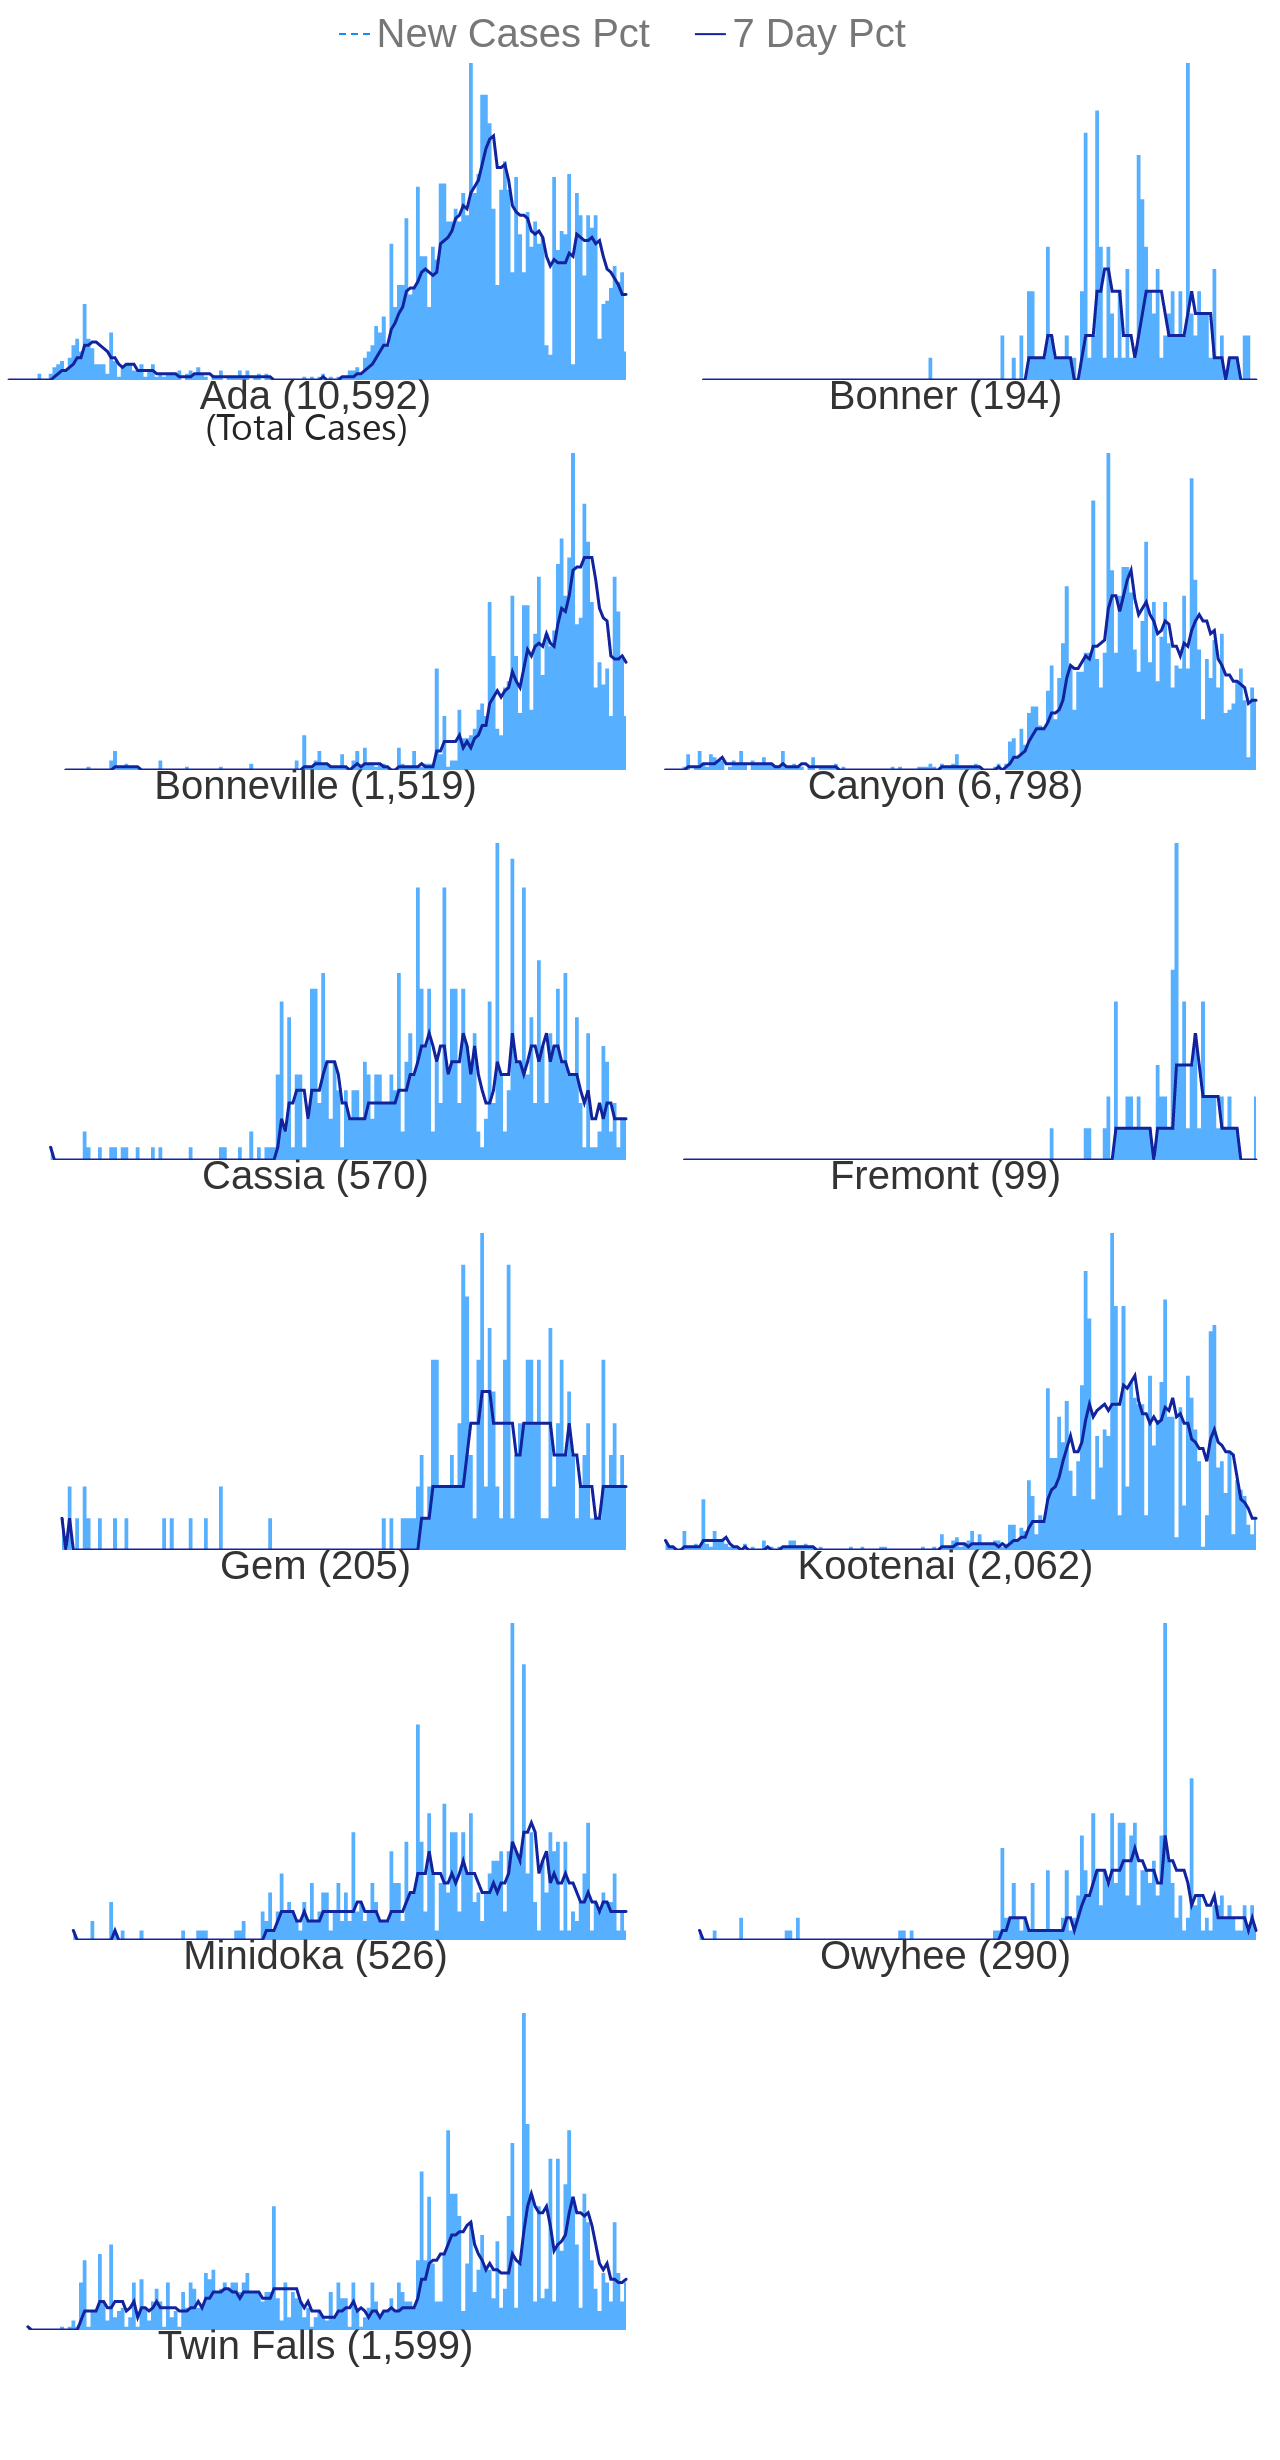 New Cases Pct 7 Day Pct
Ada (10,592) Bonner (194)
(Total Cases)
Bonneville (1,519) Canyon (6,798)
Cassia (570) Fremont (99)
Gem (205) Kootenai (2,062)
Minidoka (526) Owyhee (290)
Twin Falls (1,599)